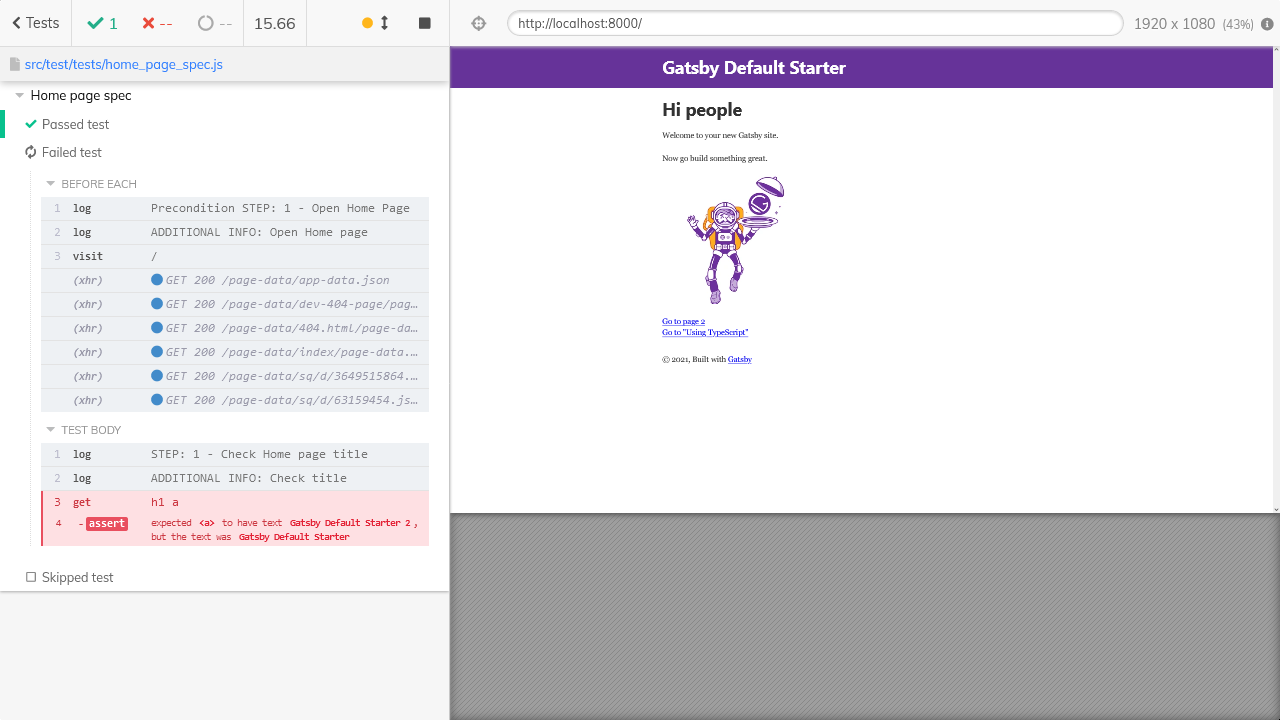 Tests
1
--
--
15.66
http://localhost:8000/
1920 x 1080 (43%)
src/test/tests/home_page_spec.js
Home page spec
Passed test
Failed test
BEFORE EACH
1 log Precondition STEP: 1 - Open Home Page
2 log ADDITIONAL INFO: Open Home page
3 visit /
(xhr) GET 200 /page-data/app-data.json
(xhr) GET 200 /page-data/dev-404-page/pag…
(xhr) GET 200 /page-data/404.html/page-da…
(xhr) GET 200 /page-data/index/page-data.…
(xhr) GET 200 /page-data/sq/d/3649515864.…
(xhr) GET 200 /page-data/sq/d/63159454.js…
TEST BODY
1 log STEP: 1 - Check Home page title
2 log ADDITIONAL INFO: Check title
3 get h1 a
4 -assert expected <a> to have text Gatsby Default Starter 2,
but the text was Gatsby Default Starter
Skipped test
Gatsby Default Starter
Hi people
Welcome to your new Gatsby site.
Now go build something great.
Go to page 2
Go to "Using TypeScript"
© 2021, Built with Gatsby